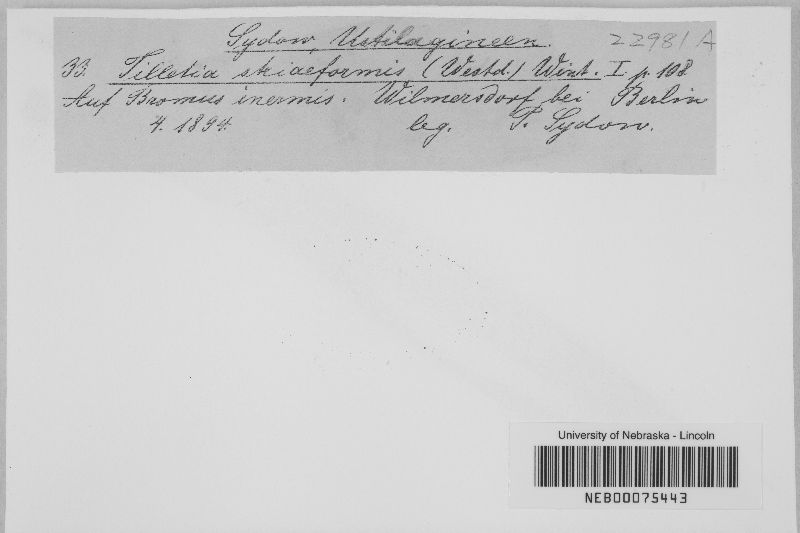 Sydow, Ustilagineen. 22981 A
33. Tilletia striaeformis (Westd.) Wint. I p. 108
Auf Bromus inermis. Wilmersdorf bei Berlin
4. 1894. leg. P. Sydow.
University of Nebraska - Lincoln
NEB00075443